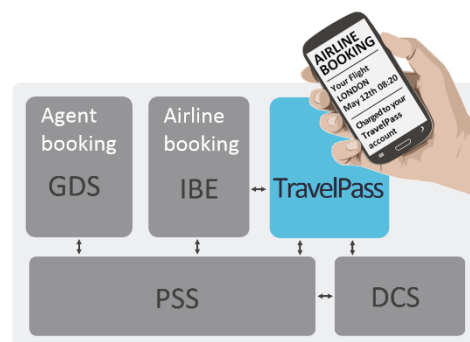 AIRLINE
BOOKING
Your Flight
LONDON
May 12th 08:20
Charged to your
TravelPass
account
Agent
booking
GDS
Airline
booking
IBE
TravelPass
PSS
DCS